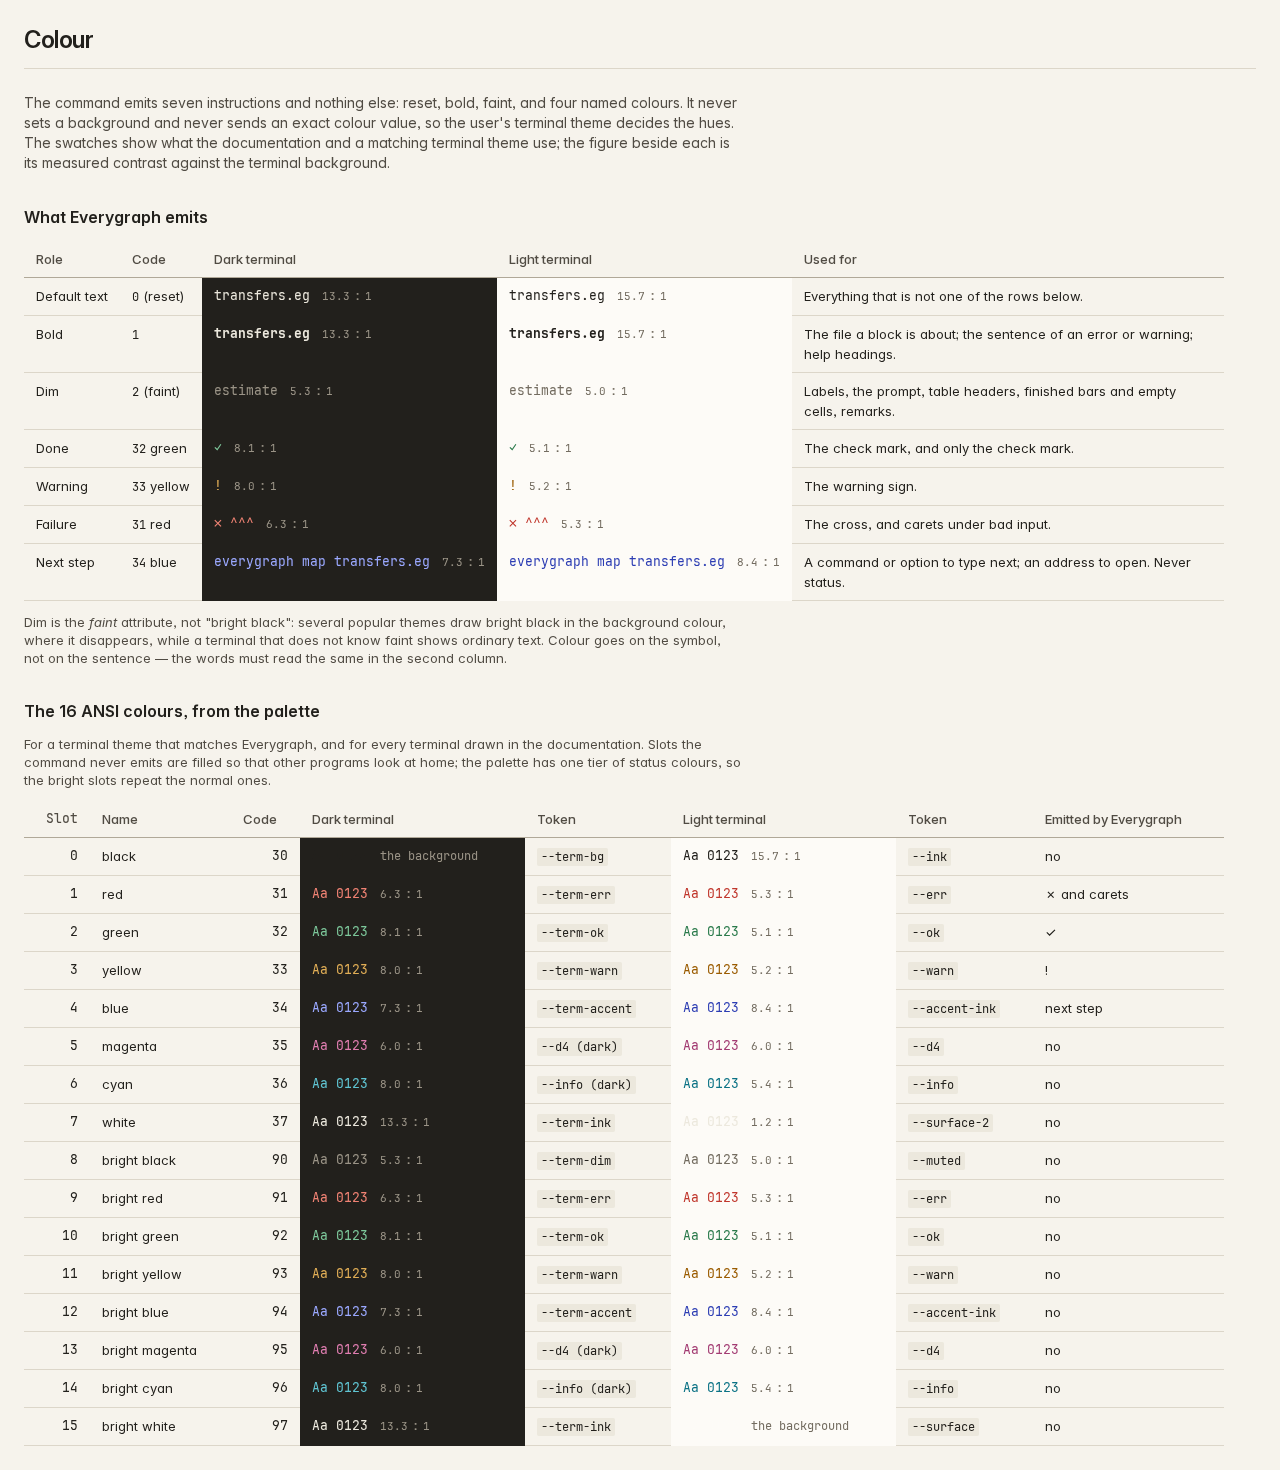 Colour
The command emits seven instructions and nothing else: reset, bold, faint, and four named colours. It never
sets a background and never sends an exact colour value, so the user's terminal theme decides the hues.
The swatches show what the documentation and a matching terminal theme use; the figure beside each is
its measured contrast against the terminal background.
What Everygraph emits
Role Code Dark terminal Light terminal Used for
Default text 0 (reset) transfers.eg 13.3 : 1 transfers.eg 15.7 : 1 Everything that is not one of the rows below.
Bold 1 transfers.eg 13.3 : 1 transfers.eg 15.7 : 1 The file a block is about; the sentence of an error or warning;
help headings.
Dim 2 (faint) estimate 5.3 : 1 estimate 5.0 : 1 Labels, the prompt, table headers, finished bars and empty
cells, remarks.
Done 32 green ✓ 8.1 : 1 ✓ 5.1 : 1 The check mark, and only the check mark.
Warning 33 yellow ! 8.0 : 1 ! 5.2 : 1 The warning sign.
Failure 31 red ✕ ^^^ 6.3 : 1 ✕ ^^^ 5.3 : 1 The cross, and carets under bad input.
Next step 34 blue everygraph map transfers.eg 7.3 : 1 everygraph map transfers.eg 8.4 : 1 A command or option to type next; an address to open. Never
status.
Dim is the faint attribute, not "bright black": several popular themes draw bright black in the background colour,
where it disappears, while a terminal that does not know faint shows ordinary text. Colour goes on the symbol,
not on the sentence — the words must read the same in the second column.
The 16 ANSI colours, from the palette
For a terminal theme that matches Everygraph, and for every terminal drawn in the documentation. Slots the
command never emits are filled so that other programs look at home; the palette has one tier of status colours, so
the bright slots repeat the normal ones.
Slot Name Code Dark terminal Token Light terminal Token Emitted by Everygraph
0 black 30 the background --term-bg Aa 0123 15.7 : 1 --ink no
1 red 31 Aa 0123 6.3 : 1 --term-err Aa 0123 5.3 : 1 --err ✕ and carets
2 green 32 Aa 0123 8.1 : 1 --term-ok Aa 0123 5.1 : 1 --ok ✓
3 yellow 33 Aa 0123 8.0 : 1 --term-warn Aa 0123 5.2 : 1 --warn !
4 blue 34 Aa 0123 7.3 : 1 --term-accent Aa 0123 8.4 : 1 --accent-ink next step
5 magenta 35 Aa 0123 6.0 : 1 --d4 (dark) Aa 0123 6.0 : 1 --d4 no
6 cyan 36 Aa 0123 8.0 : 1 --info (dark) Aa 0123 5.4 : 1 --info no
7 white 37 Aa 0123 13.3 : 1 --term-ink Aa 0123 1.2 : 1 --surface-2 no
8 bright black 90 Aa 0123 5.3 : 1 --term-dim Aa 0123 5.0 : 1 --muted no
9 bright red 91 Aa 0123 6.3 : 1 --term-err Aa 0123 5.3 : 1 --err no
10 bright green 92 Aa 0123 8.1 : 1 --term-ok Aa 0123 5.1 : 1 --ok no
11 bright yellow 93 Aa 0123 8.0 : 1 --term-warn Aa 0123 5.2 : 1 --warn no
12 bright blue 94 Aa 0123 7.3 : 1 --term-accent Aa 0123 8.4 : 1 --accent-ink no
13 bright magenta 95 Aa 0123 6.0 : 1 --d4 (dark) Aa 0123 6.0 : 1 --d4 no
14 bright cyan 96 Aa 0123 8.0 : 1 --info (dark) Aa 0123 5.4 : 1 --info no
15 bright white 97 Aa 0123 13.3 : 1 --term-ink the background --surface no